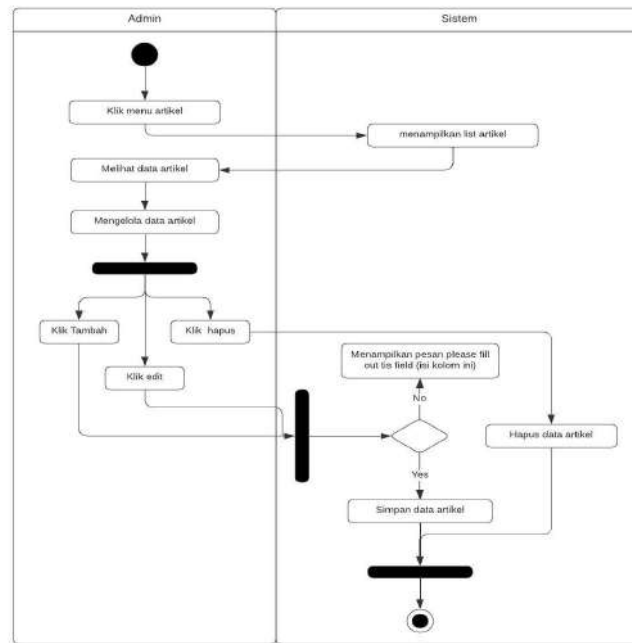 Admin
Sistem
Klik menu artikel
menampilkan list artikel
Melihat data artikel
Mengelola data artikel
Klik Tambah
Klik hapus
Klik edit
Menampilkan pesan please fill
out tis field (isi kolom ini)
No
Hapus data artikel
Yes
Simpan data artikel